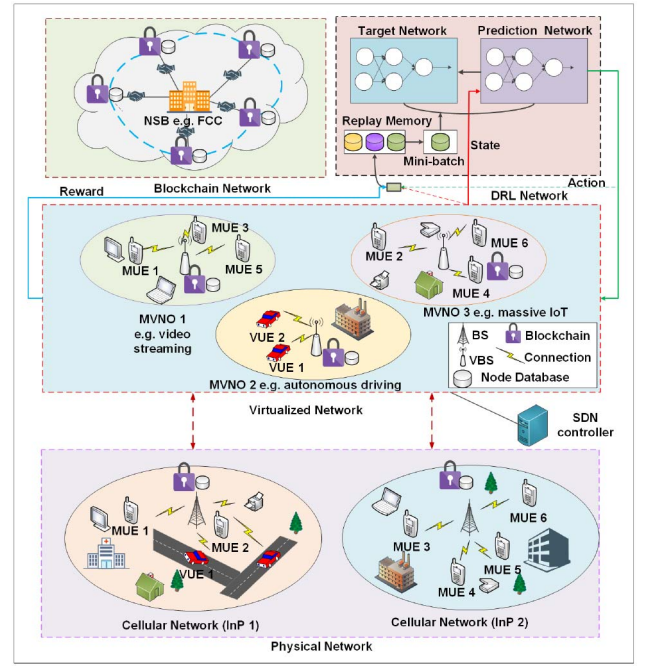 Target Network
Prediction Network
NSB e.g. FCC
Replay Memory
State
Mini-batch
Reward
Blockchain Network
Action
DRL Network
MUE 3
MUE 1
MUE 5
MUE 6
MUE 2
MUE 4
MVNO 1
e.g. video
streaming
MVNO 3 e.g. massive IoT
VUE 2
VUE 1
MVNO 2 e.g. autonomous driving
BS
Blockchain
VBS
Connection
Node Database
Virtualized Network
SDN
controller
MUE 1
MUE 2
VUE 1
MUE 6
MUE 3
MUE 5
MUE 4
Cellular Network (InP 1)
Cellular Network (InP 2)
Physical Network